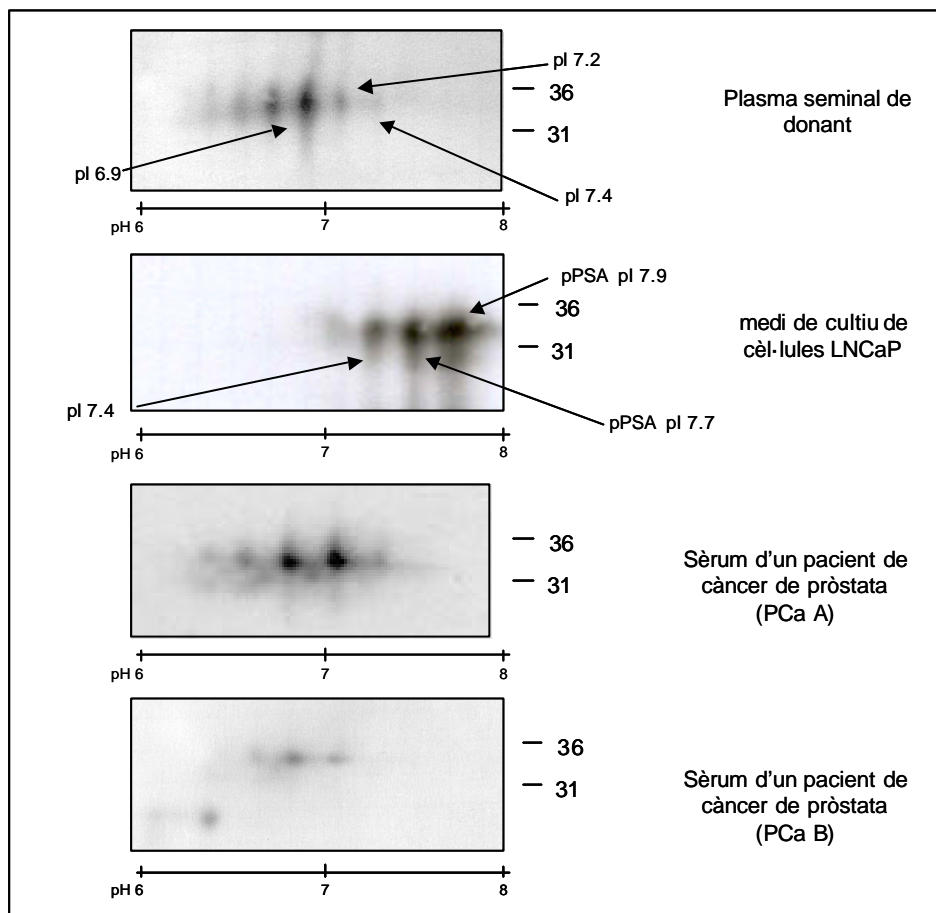 pI 7.2
36
31
Plasma seminal de
donant
pI 6.9
pI 7.4
pH 6
7
8
pPSA pI 7.9
36
31
medi de cultiu de
cèl·lules LNCaP
pI 7.4
pPSA pI 7.7
pH 6
7
8
36
31
Sèrum d'un pacient de
càncer de pròstata
(PCa A)
pH 6
7
8
36
31
Sèrum d'un pacient de
càncer de pròstata
(PCa B)
pH 6
7
8